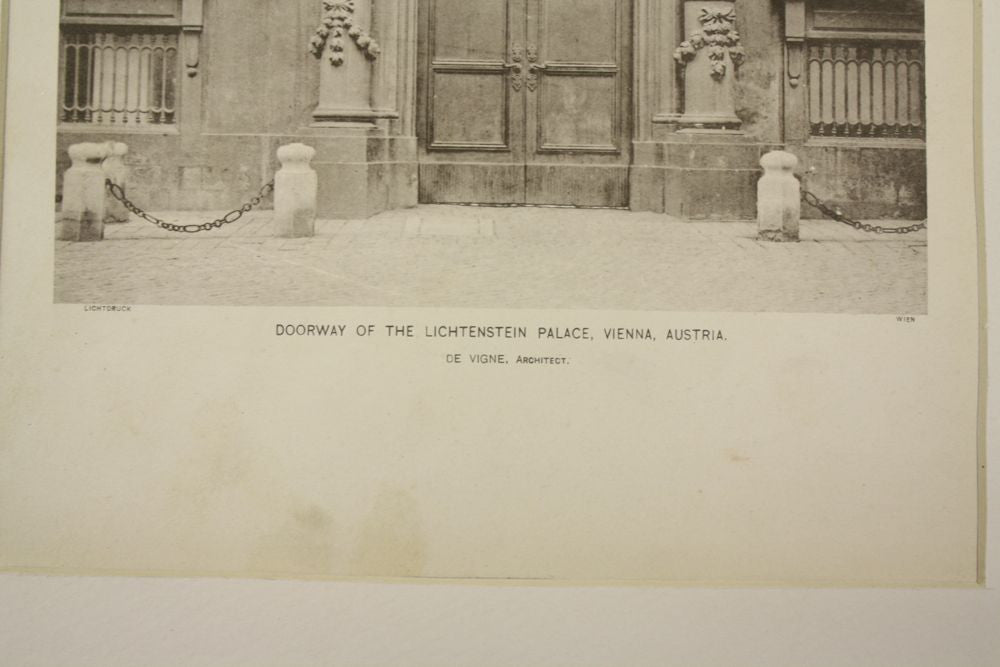 LICHTDRUCK
WIEN
DOORWAY OF THE LICHTENSTEIN PALACE, VIENNA, AUSTRIA.
DE VIGNE, ARCHITECT.